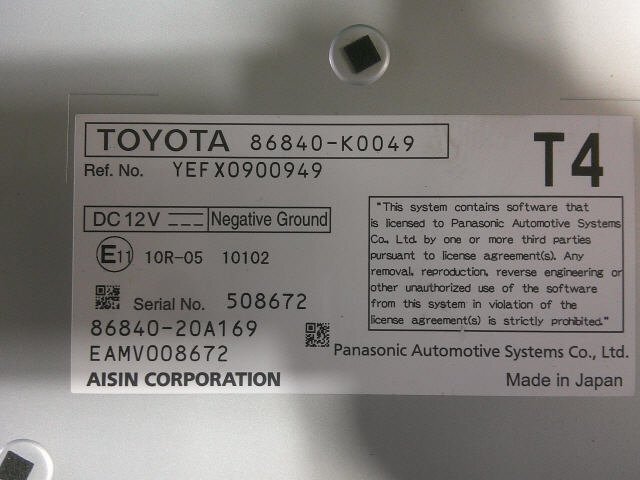 TOYOTA 86840-K0049
T4
Ref. No. YEFX0900949
DC 12V Negative Ground
E11 10R-05 10102
Serial No. 508672
86840-20A169
EAMV008672
AISIN CORPORATION
"This system contains software that
is licensed to Panasonic Automotive Systems
Co., Ltd. by one or more third parties
pursuant to license agreement(s). Any
removal, reproduction, reverse engineering or
other unauthorized use of the software
from this system in violation of the
license agreement(s) is strictly prohibited."
Panasonic Automotive Systems Co., Ltd.
Made in Japan